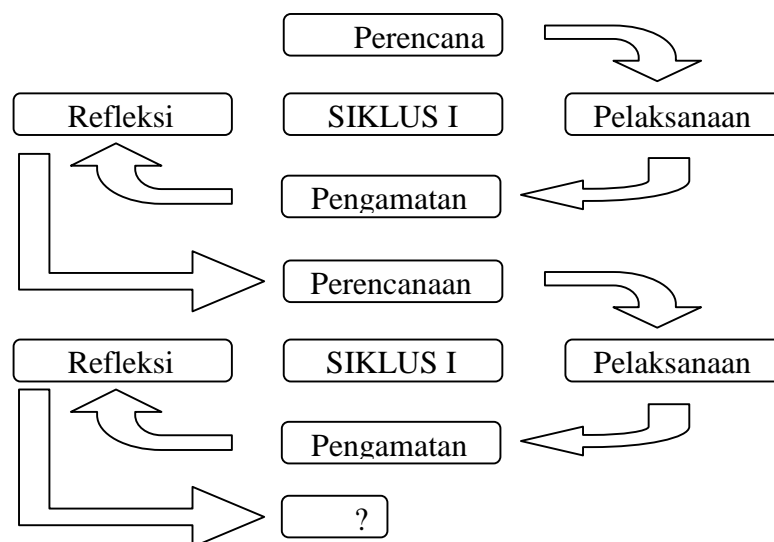 Perencana
Refleksi SIKLUS I Pelaksanaan
Pengamatan
Perencanaan
Refleksi SIKLUS I Pelaksanaan
Pengamatan
?